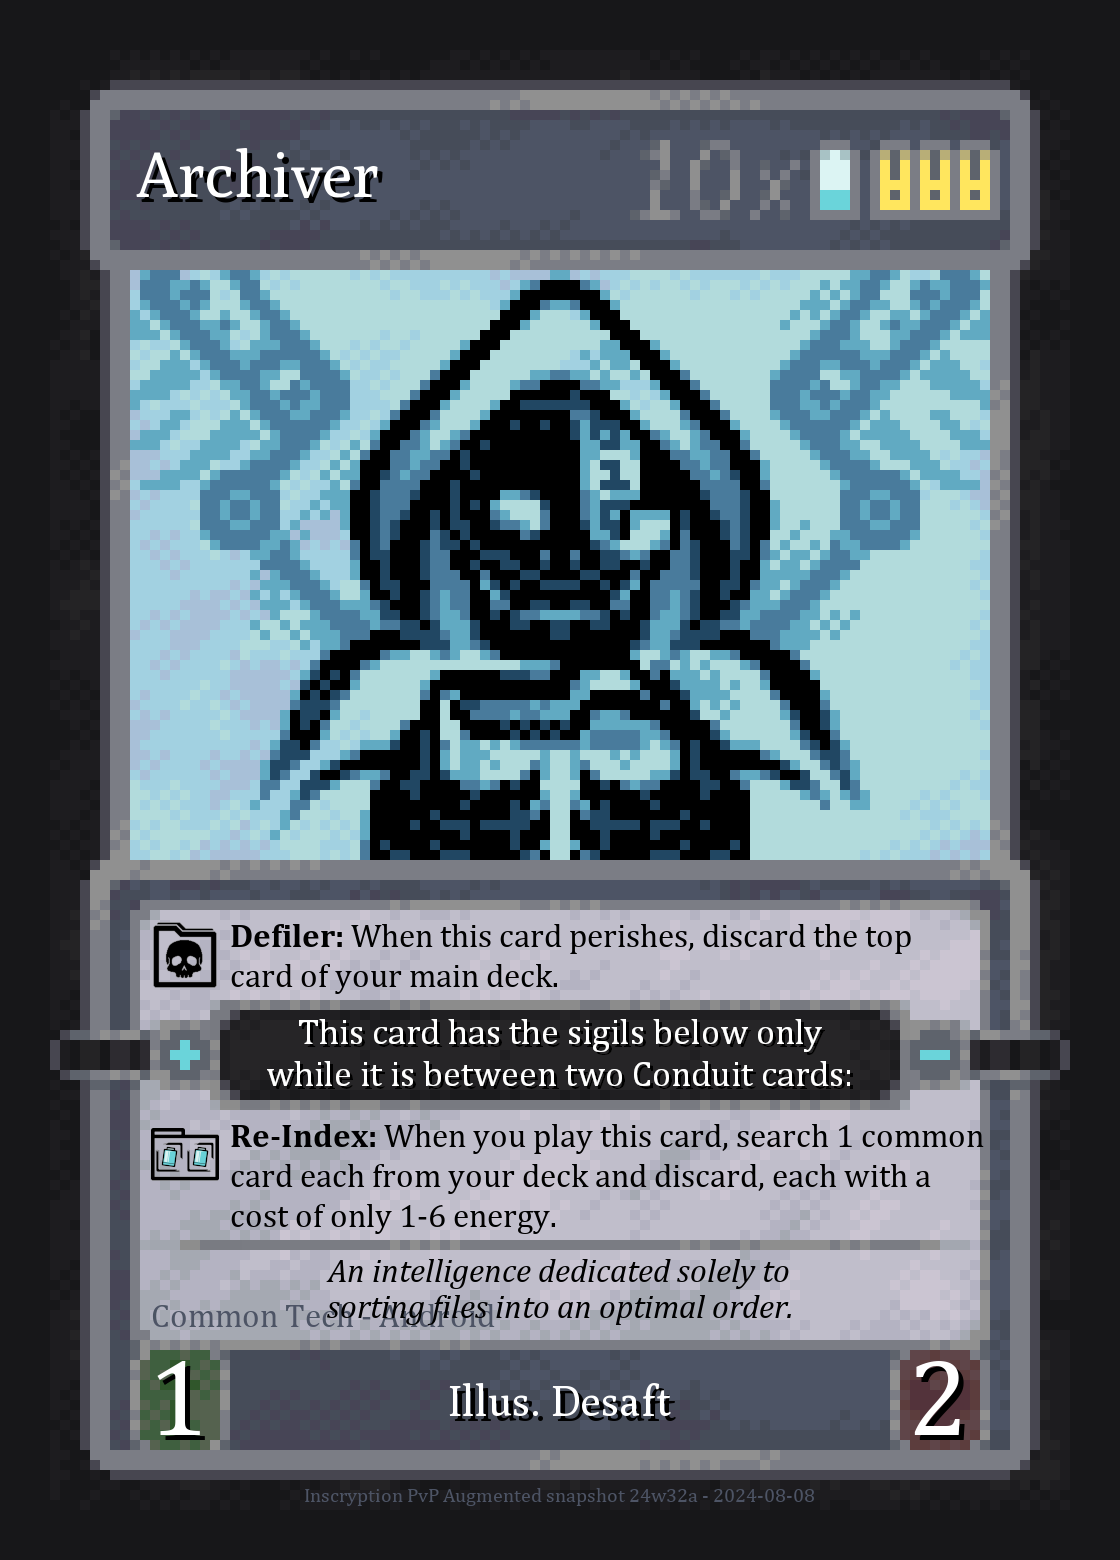 Archiver 10x
Defiler: When this card perishes, discard the top
card of your main deck.
This card has the sigils below only
while it is between two Conduit cards:
Re-Index: When you play this card, search 1 common
card each from your deck and discard, each with a
cost of only 1-6 energy.
An intelligence dedicated solely to
sorting files into an optimal order.
Common Tech - Android
1 Illus. Desaft 2
Inscryption PvP Augmented snapshot 24w32a - 2024-08-08